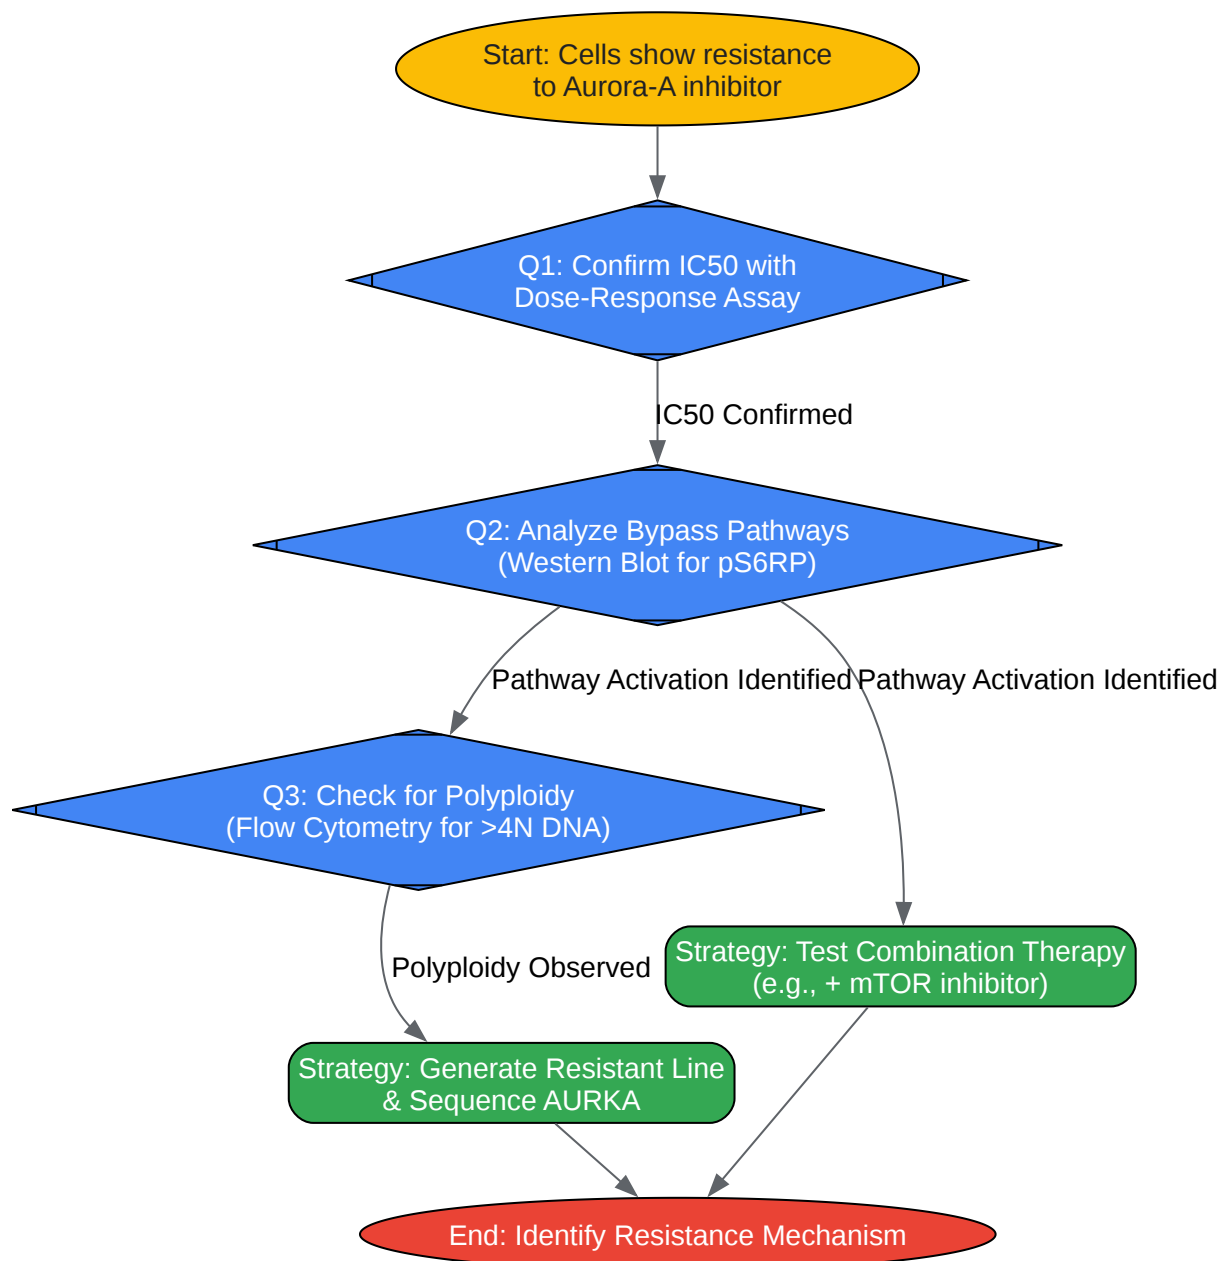 Start: Cells show resistance
to Aurora-A inhibitor
Q1: Confirm IC50 with
Dose-Response Assay
IC50 Confirmed
Q2: Analyze Bypass Pathways
(Western Blot for pS6RP)
Pathway Activation Identified
Pathway Activation Identified
Q3: Check for Polyploidy
(Flow Cytometry for >4N DNA)
Polyploidy Observed
Strategy: Test Combination Therapy
(e.g., + mTOR inhibitor)
Strategy: Generate Resistant Line
& Sequence AURKA
End: Identify Resistance Mechanism